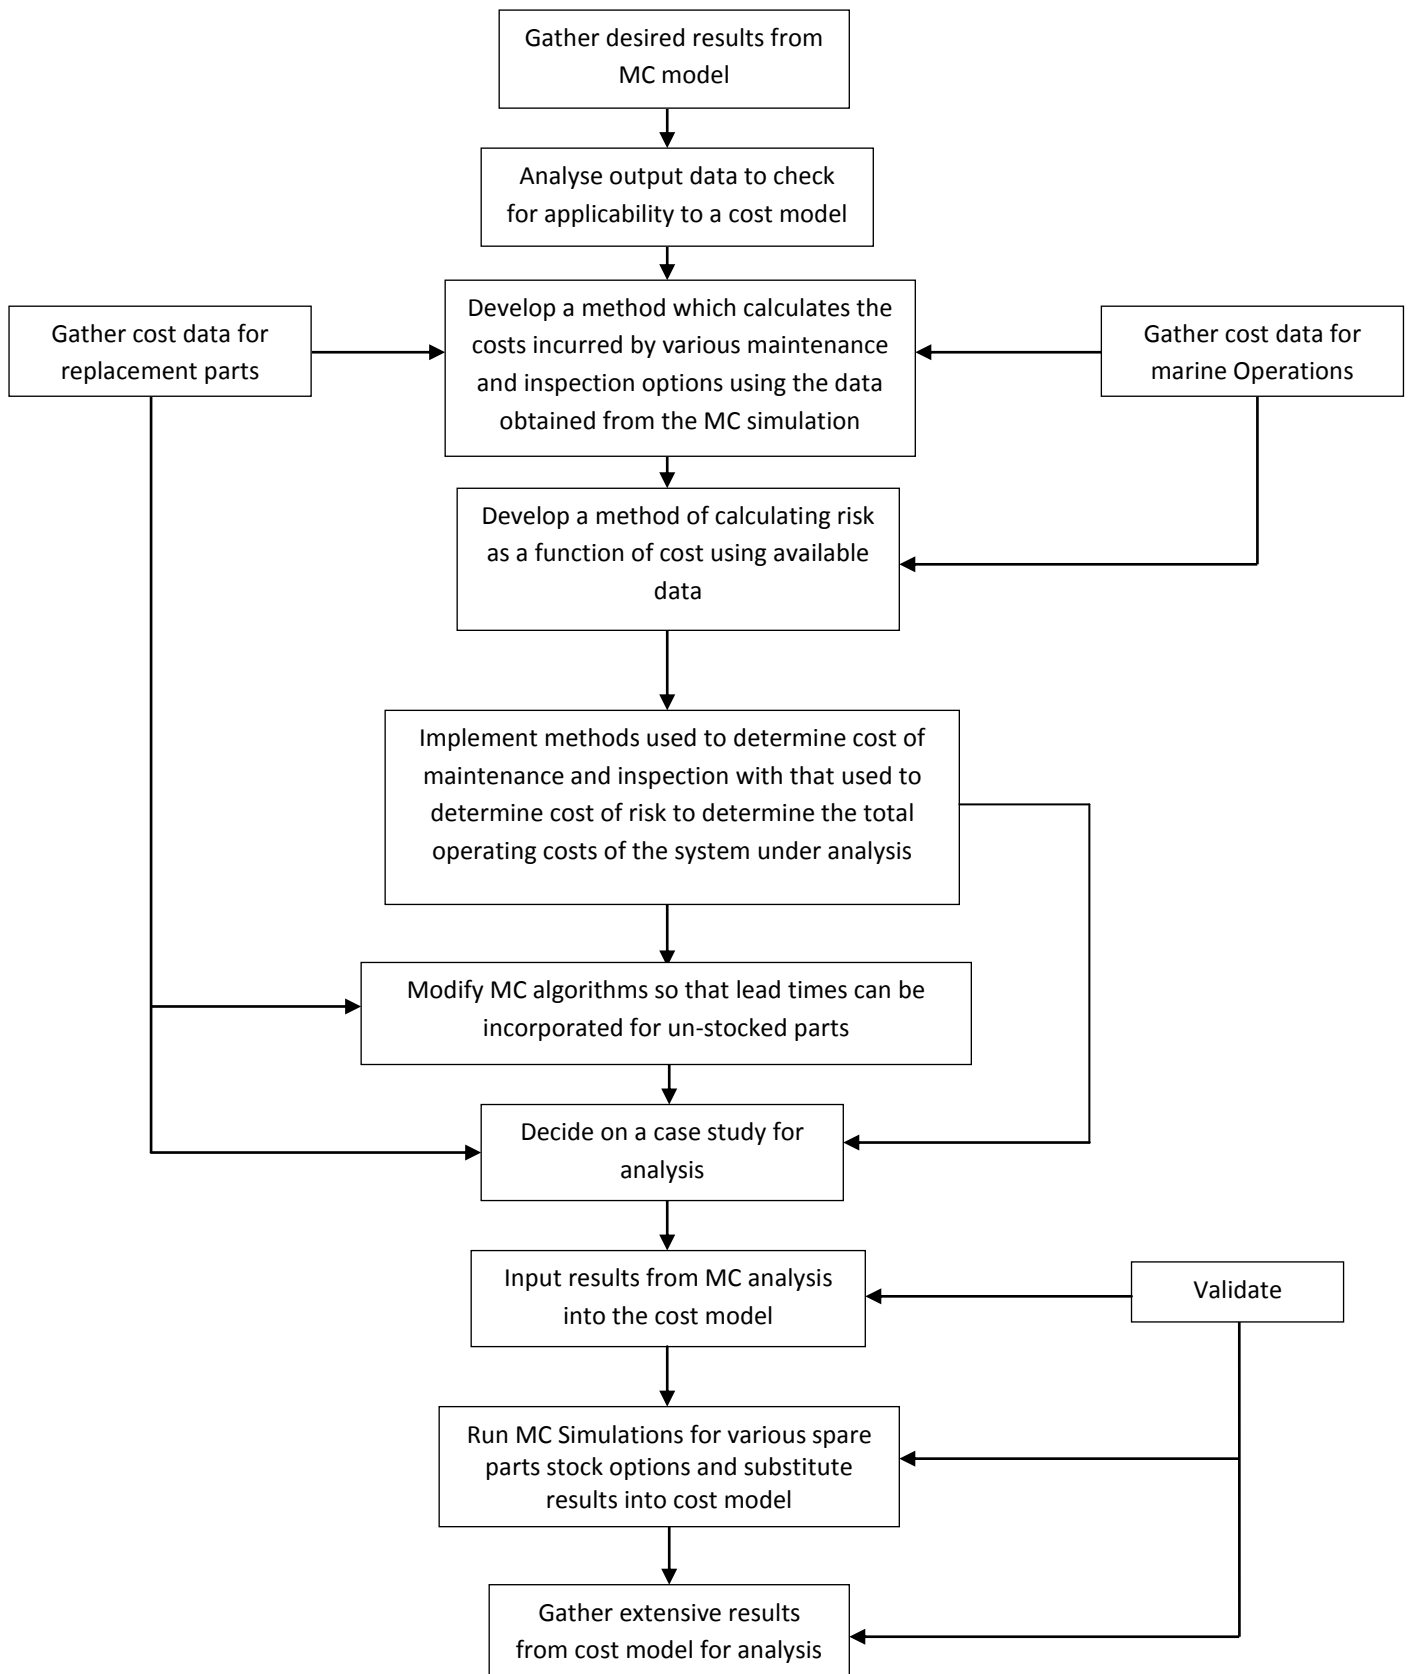 Gather desired results from
MC model
Analyse output data to check
for applicability to a cost model
Gather cost data for
replacement parts
Develop a method which calculates the
costs incurred by various maintenance
and inspection options using the data
obtained from the MC simulation
Gather cost data for
marine Operations
Develop a method of calculating risk
as a function of cost using available
data
Implement methods used to determine cost of
maintenance and inspection with that used to
determine cost of risk to determine the total
operating costs of the system under analysis
Modify MC algorithms so that lead times can be
incorporated for un-stocked parts
Decide on a case study for
analysis
Input results from MC analysis
into the cost model
Validate
Run MC Simulations for various spare
parts stock options and substitute
results into cost model
Gather extensive results
from cost model for analysis